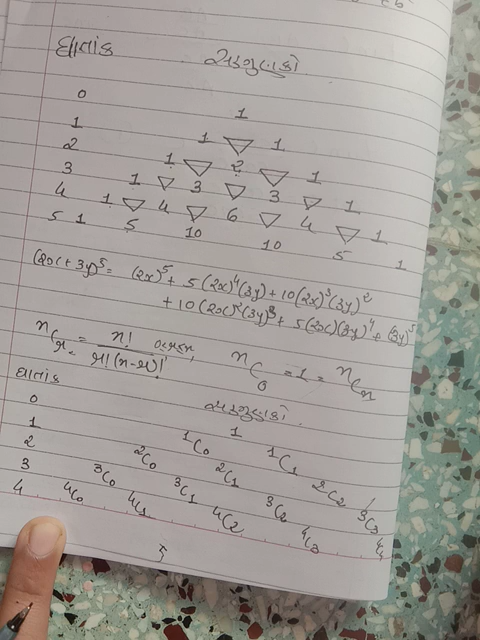 ઘાતાંક સહગુણકો
0 1
1 1 1
2 1 2 1
3 1 3 3 1
4 1 4 6 4 1
5 1 5 10 10 5 1
(2x+3y)⁵= (2x)⁵+ 5(2x)⁴(3y)+10(2x)³(3y)²
+10(2x)²(3y)³+ 5(2x)(3y)⁴+(3y)⁵
ⁿCᵣ = n! / r!(n-r)! 0≤r≤n, ⁿC₀ = 1 = ⁿCₙ
ઘાતાંક સહગુણકો.
0 1
1 ¹C₀ ¹C₁
2 ²C₀ ²C₁ ²C₂
3 ³C₀ ³C₁ ³C₂ ³C₃
4 ⁴C₀ ⁴C₁ ⁴C₂ ⁴C₃